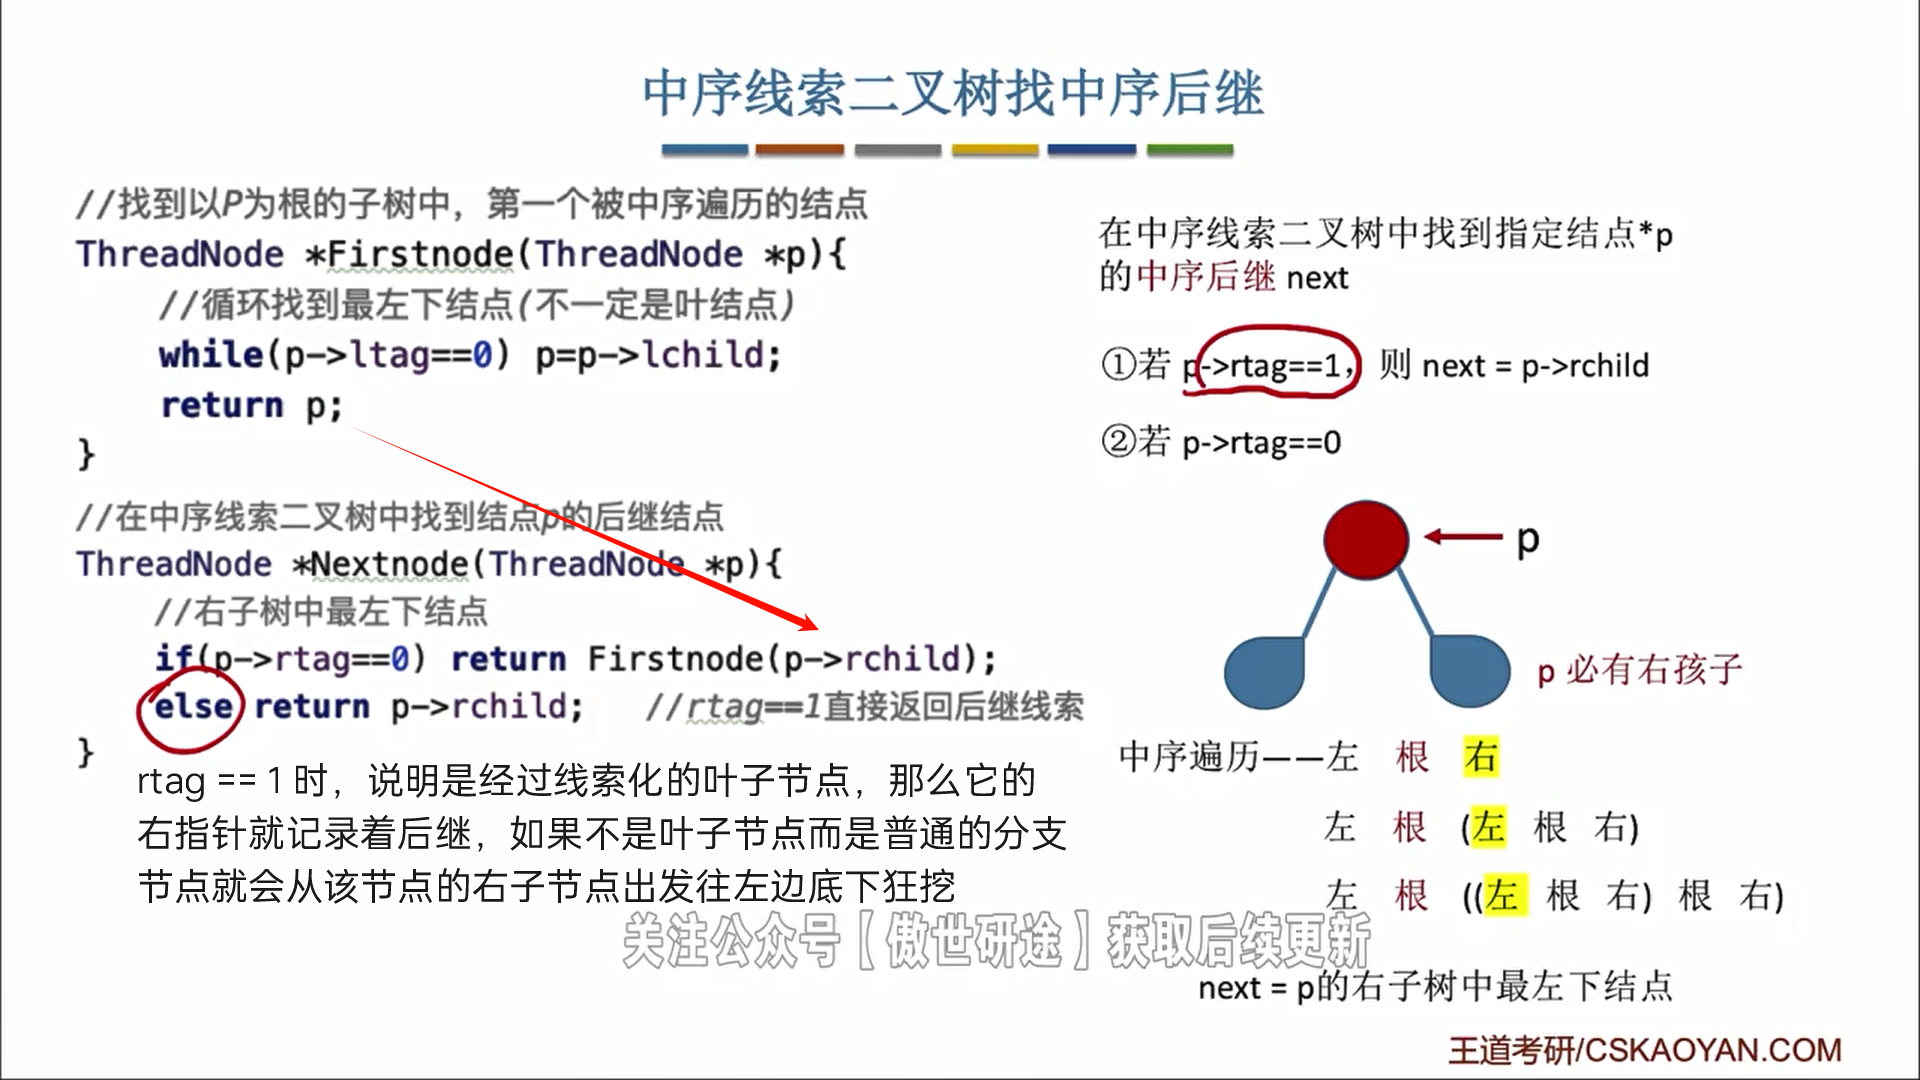 中序线索二叉树找中序后继
//找到以P为根的子树中，第一个被中序遍历的结点
ThreadNode *Firstnode(ThreadNode *p){
//循环找到最左下结点(不一定是叶结点)
while(p->ltag==0) p=p->lchild;
return p;
}
//在中序线索二叉树中找到结点p的后继结点
ThreadNode *Nextnode(ThreadNode *p){
//右子树中最左下结点
if(p->rtag==0) return Firstnode(p->rchild);
else return p->rchild; //rtag==1直接返回后继线索
}
rtag == 1 时，说明是经过线索化的叶子节点，那么它的
右指针就记录着后继，如果不是叶子节点而是普通的分支
节点就会从该节点的右子节点出发往左边底下狂挖
在中序线索二叉树中找到指定结点*p
的中序后继 next
①若 p->rtag==1，则 next = p->rchild
②若 p->rtag==0
p
p 必有右孩子
中序遍历——左 根 右
左 根 (左 根 右)
左 根 ((左 根 右) 根 右)
关注公众号【傲世研途】获取后续更新
next = p的右子树中最左下结点
王道考研/CSKAOYAN.COM